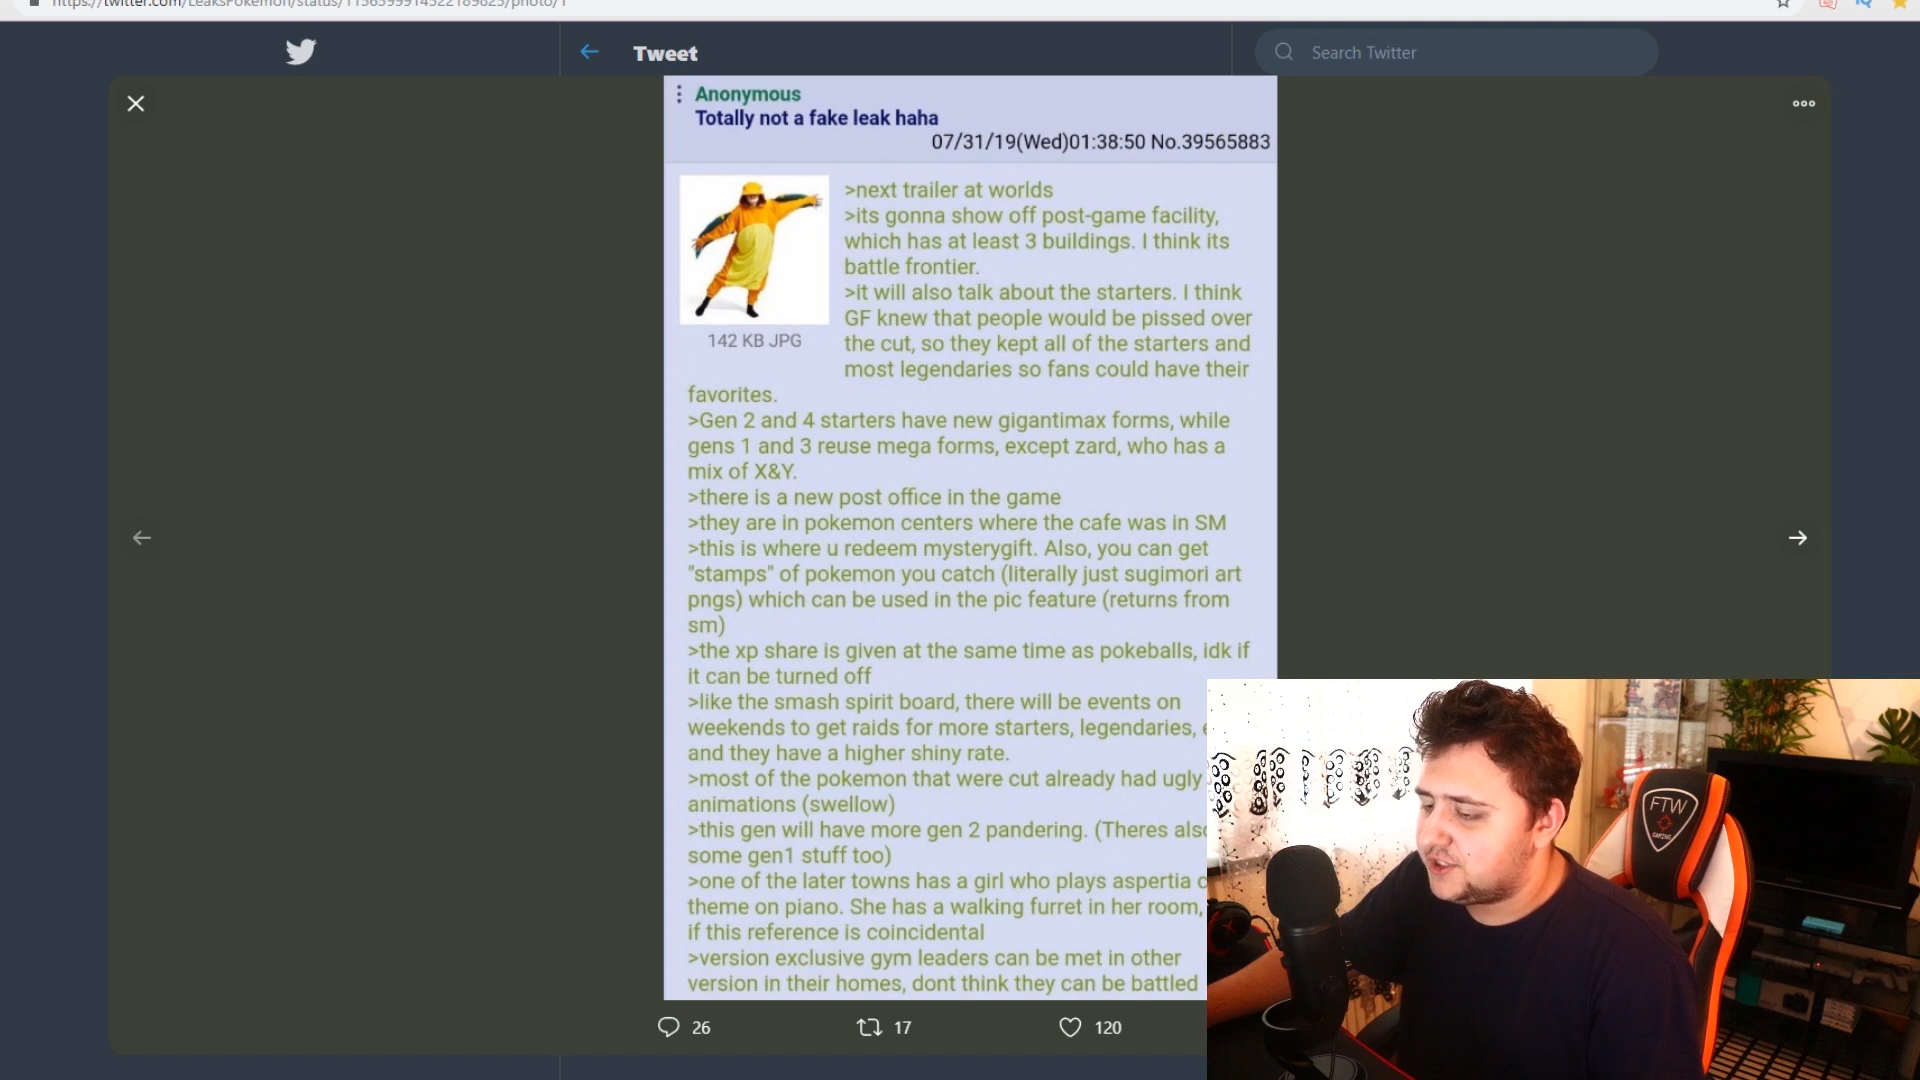 https://twitter.com/LeaksPokemon/status/1156599914522189825/photo/1
Tweet
Search Twitter
Anonymous
Totally not a fake leak haha
07/31/19(Wed)01:38:50 No.39565883
>next trailer at worlds
>its gonna show off post-game facility,
which has at least 3 buildings. I think its
battle frontier.
>it will also talk about the starters. I think
GF knew that people would be pissed over
142 KB JPG
the cut, so they kept all of the starters and
most legendaries so fans could have their
favorites.
>Gen 2 and 4 starters have new gigantimax forms, while
gens 1 and 3 reuse mega forms, except zard, who has a
mix of X&Y.
>there is a new post office in the game
>they are in pokemon centers where the cafe was in SM
>this is where u redeem mysterygift. Also, you can get
"stamps" of pokemon you catch (literally just sugimori art
pngs) which can be used in the pic feature (returns from
sm)
>the xp share is given at the same time as pokeballs, idk if
it can be turned off
>like the smash spirit board, there will be events on
weekends to get raids for more starters, legendaries,
and they have a higher shiny rate.
>most of the pokemon that were cut already had ugly
animations (swellow)
>this gen will have more gen 2 pandering. (Theres also
some gen1 stuff too)
>one of the later towns has a girl who plays aspertia
theme on piano. She has a walking furret in her room,
if this reference is coincidental
>version exclusive gym leaders can be met in other
version in their homes, dont think they can be battled
26
17
120
FTW
GAMING